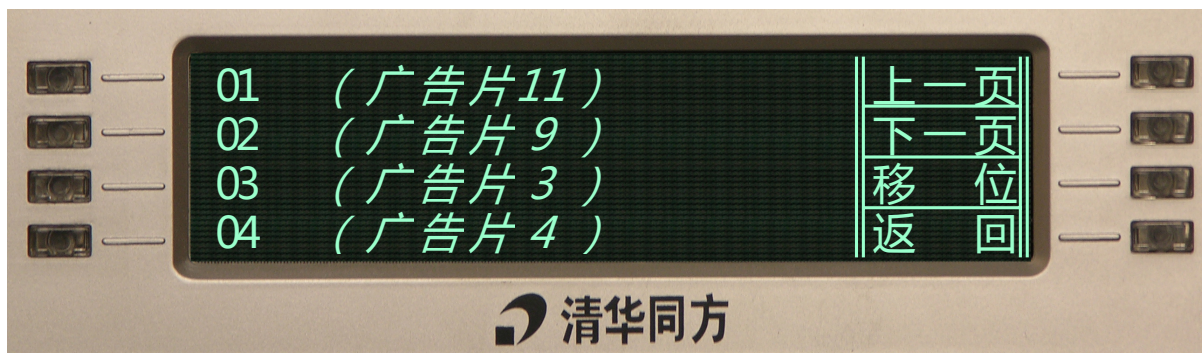 01 (广告片11) 上一页
02 (广告片 9 ) 下一页
03 (广告片 3 ) 移 位
04 (广告片 4 ) 返 回
清华同方